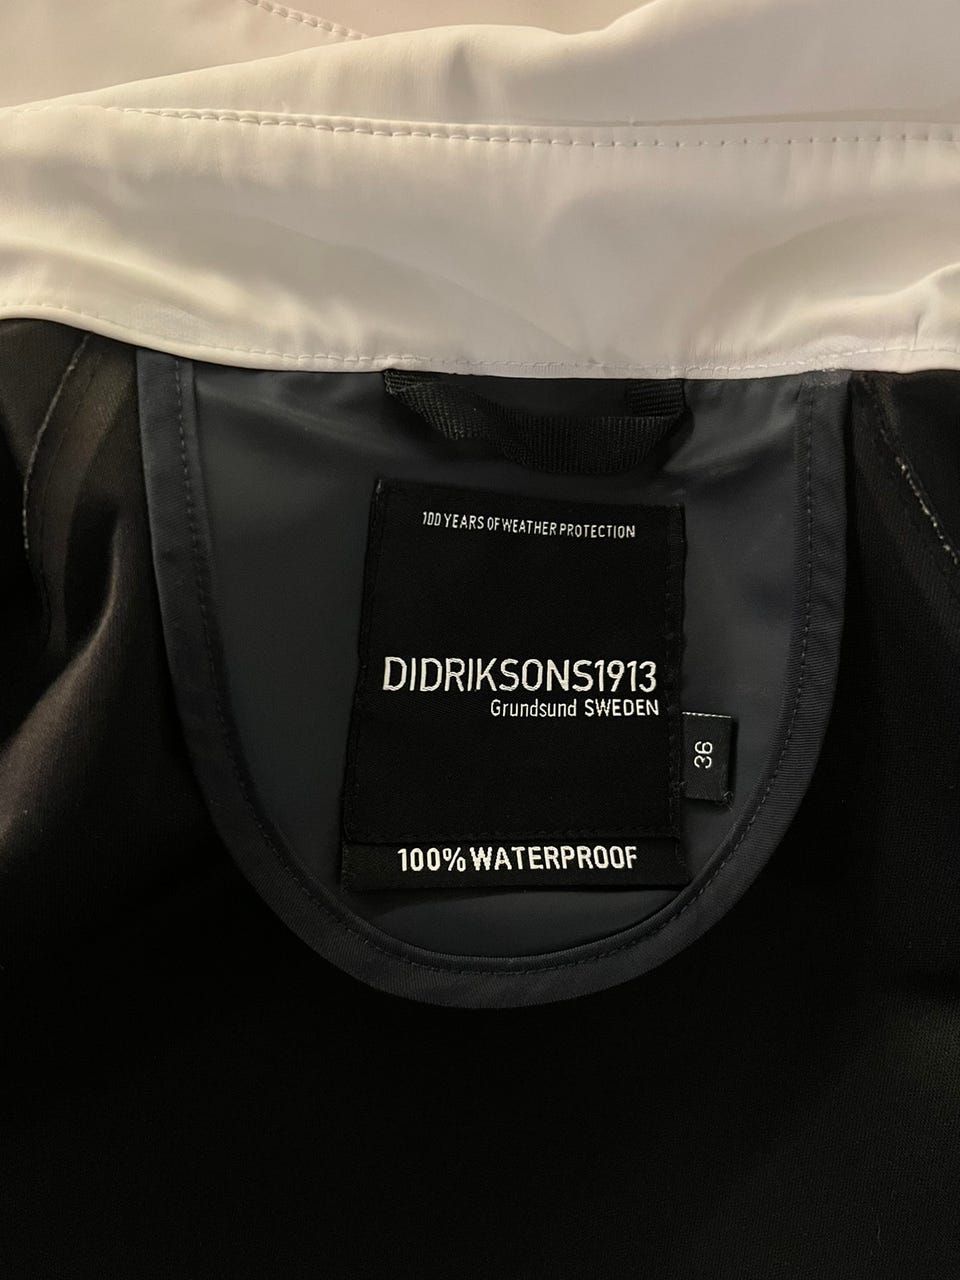 100 YEARS OF WEATHER PROTECTION
DIDRIKSONS1913
Grundsund SWEDEN
36
100% WATERPROOF